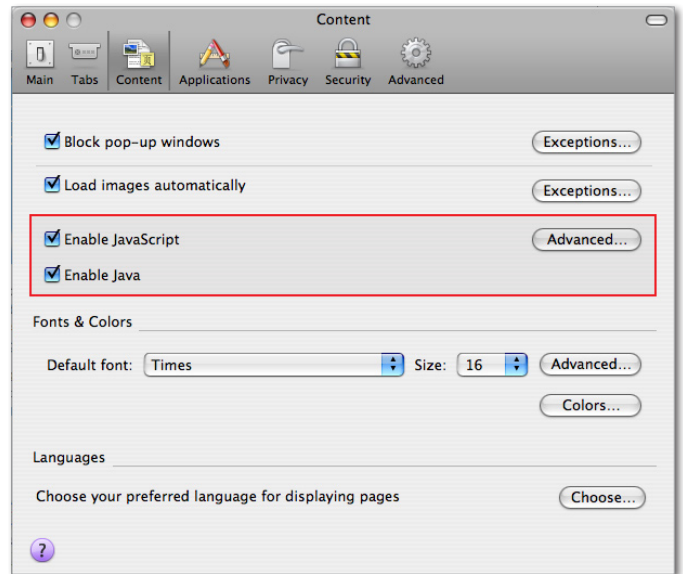 Content
Main Tabs Content Applications Privacy Security Advanced
Block pop-up windows Exceptions...
Load images automatically Exceptions...
Enable JavaScript Advanced...
Enable Java
Fonts & Colors
Default font: Times Size: 16 Advanced...
Colors...
Languages
Choose your preferred language for displaying pages Choose...
?